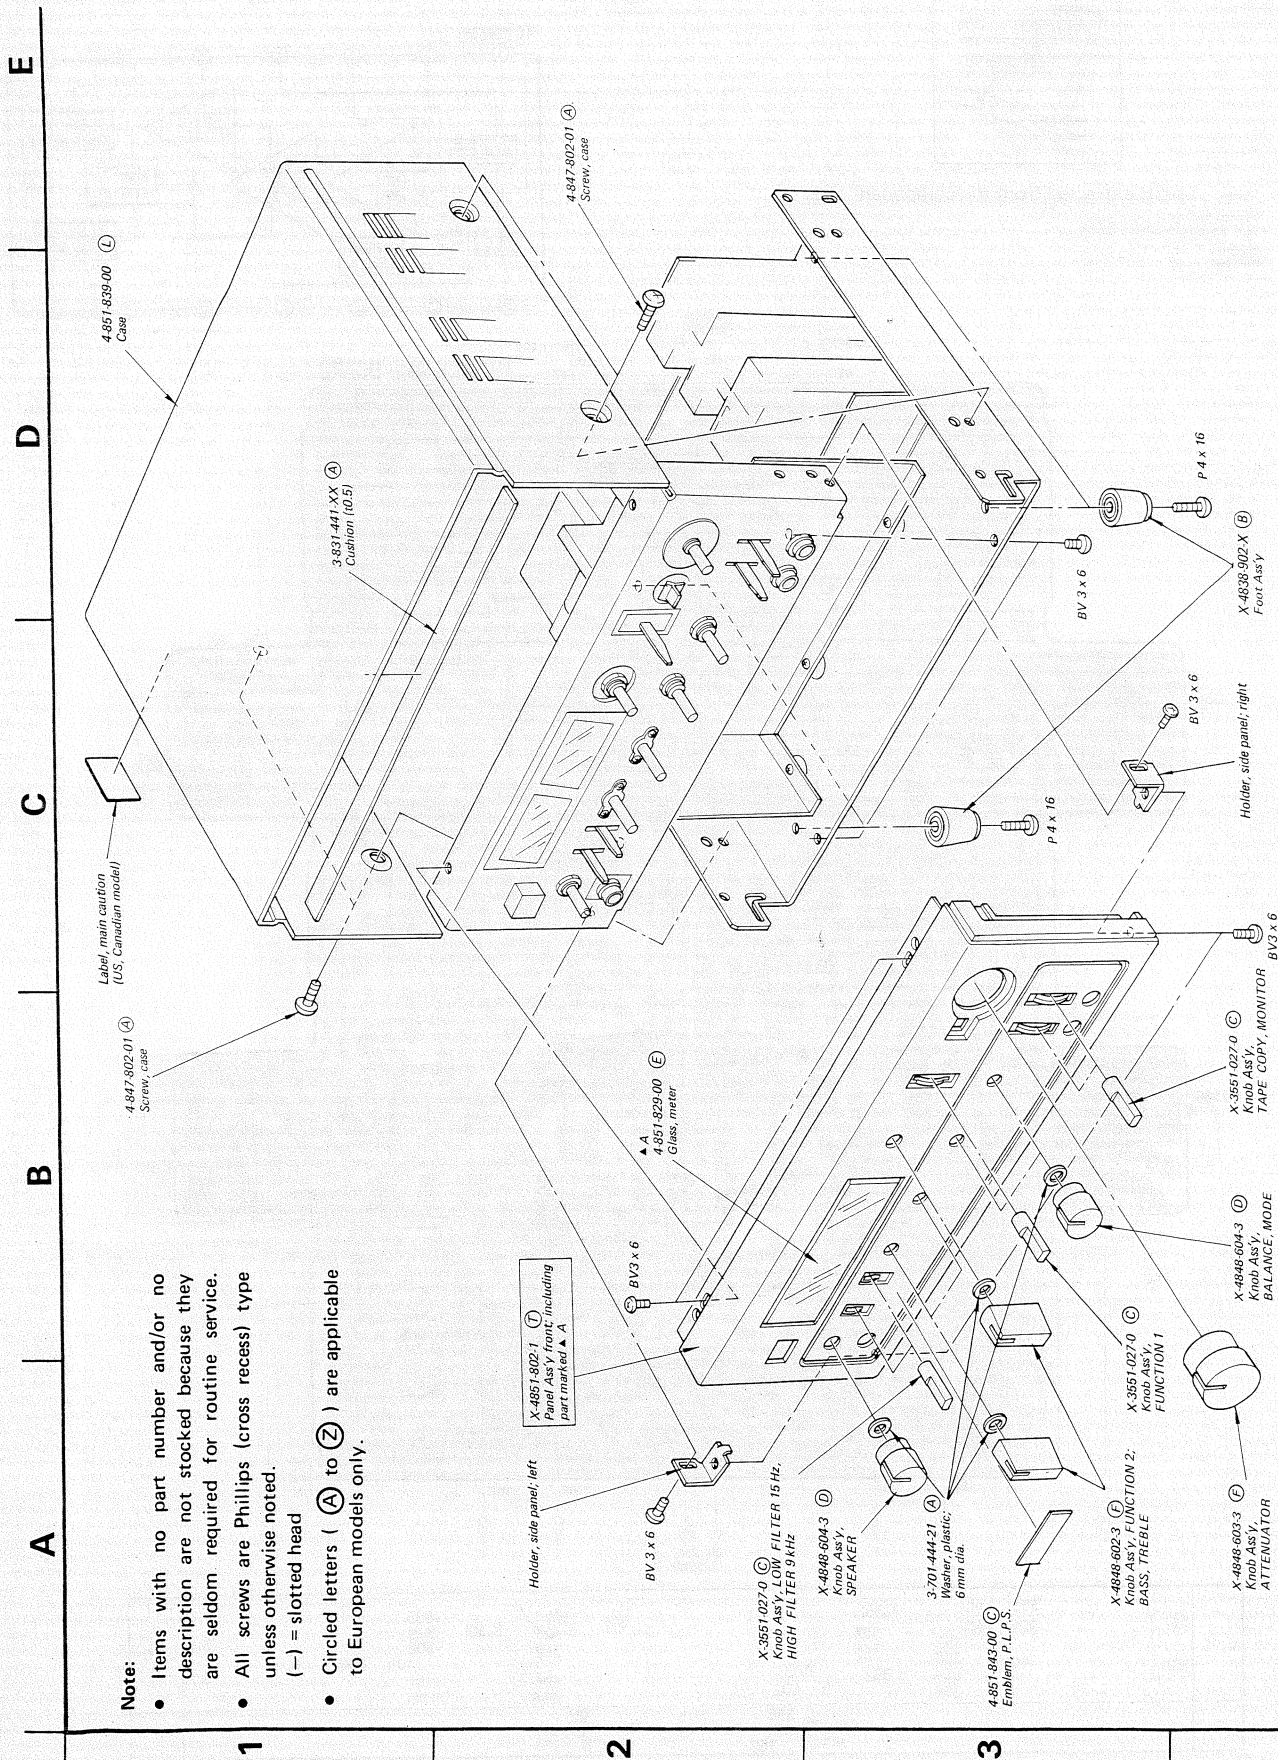 A
B
C
D
E
1
2
3
Note:
• Items with no part number and/or no
description are not stocked because they
are seldom required for routine service.
• All screws are Phillips (cross recess) type
unless otherwise noted.
(−) = slotted head
• Circled letters ( Ⓐ to Ⓩ ) are applicable
to European models only.
4-847-802-01 Ⓐ
Screw, case
Label, main caution
(US, Canadian model)
3-831-441-XX Ⓐ
Cushion (t0.5)
4-851-839-00 Ⓛ
Case
4-847-802-01 Ⓐ
Screw, case
Holder, side panel; left
BV 3 x 6
X-4851-802-1 Ⓣ
Panel Ass'y front; including
part marked ▲ A
BV3 x 6
▲ A
4-851-829-00 Ⓔ
Glass, meter
X-3551-027-0 Ⓒ
Knob Ass'y, LOW FILTER 15 Hz,
HIGH FILTER 9 kHz
X-4848-604-3 Ⓓ
Knob Ass'y,
SPEAKER
3-701-444-21 Ⓐ
Washer, plastic;
6 mm dia.
4-851-843-00 Ⓒ
Emblem, P.L.P.S.
X-4848-602-3 Ⓕ
Knob Ass'y, FUNCTION 2;
BASS, TREBLE
X-3551-027-0 Ⓒ
Knob Ass'y,
FUNCTION 1
X-4848-603-3 Ⓕ
Knob Ass'y,
ATTENUATOR
X-4848-604-3 Ⓓ
Knob Ass'y,
BALANCE, MODE
X-3551-027-0 Ⓒ
Knob Ass'y,
TAPE COPY, MONITOR
BV3 x 6
P 4 x 16
BV 3 x 6
Holder, side panel; right
BV 3 x 6
X-4838-902-X Ⓑ
Foot Ass'y
P 4 x 16